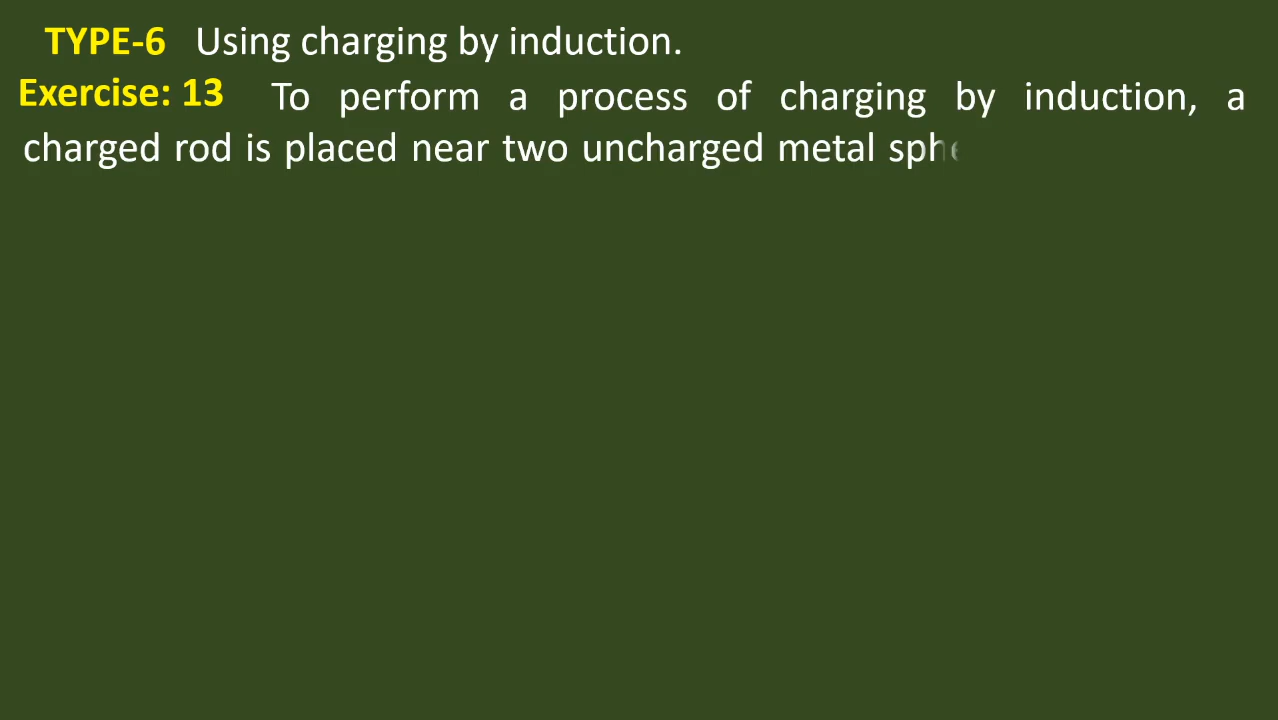 TYPE-6 Using charging by induction.
Exercise: 13 To perform a process of charging by induction, a
charged rod is placed near two uncharged metal sphe